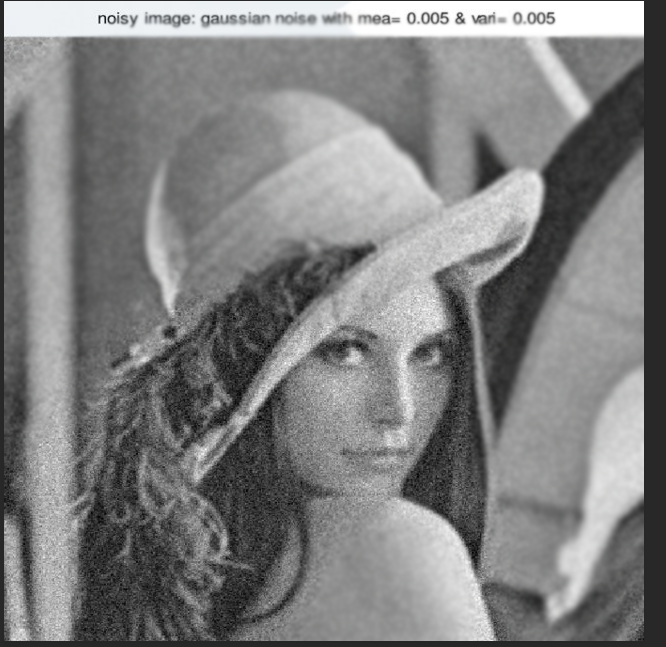 noisy image: gaussian noise with mea= 0.005 & vari= 0.005